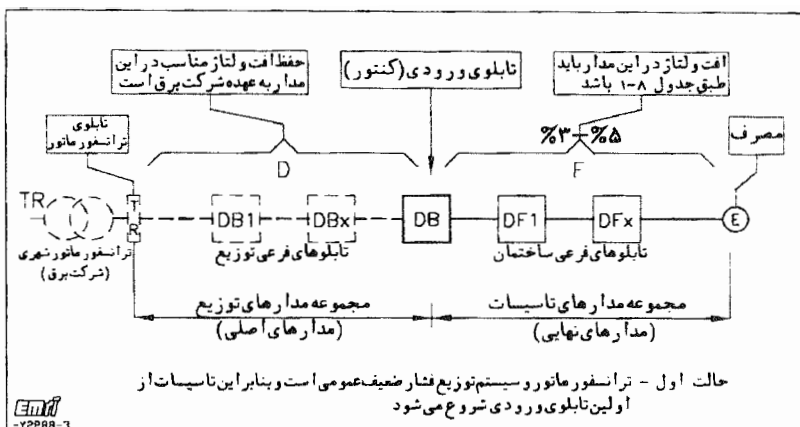 حفظ افت ولتاژ مناسب در این
مدار به عهده شرکت برق است
تابلوی ورودی (کنتور)
افت ولتاژ در این مدار باید
طبق جدول ۸-۱ باشد
تابلوی
ترانسفورماتور
%۳-%۵
مصرف
D
F
TR
T
R
DB1
DBx
DB
DF1
DFx
E
ترانسفورماتور شهری
(شرکت برق)
تابلوهای فرعی توزیع
تابلوهای فرعی ساختمان
مجموعه مدارهای توزیع
(مدارهای اصلی)
مجموعه مدارهای تاسیسات
(مدارهای نهایی)
حالت اول - ترانسفورماتور و سیستم توزیع فشار ضعیف عمومی است و بنابراین تاسیسات از
اولین تابلوی ورودی شروع می‌شود